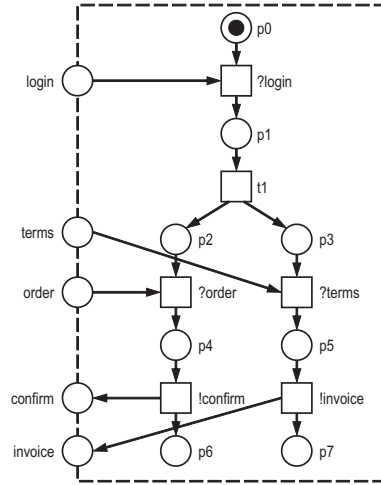 p0
login
?login
p1
t1
terms
p2
p3
order
?order
?terms
p4
p5
confirm
!confirm
!invoice
invoice
p6
p7